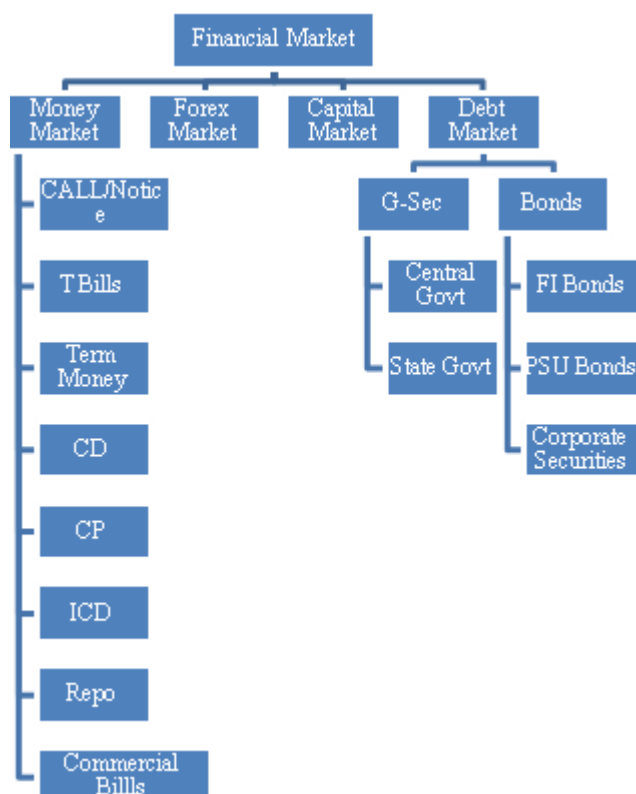 Financial Market
Money
Market
Forex
Market
Capital
Market
Debt
Market
CALL/Notic
e
G-Sec
Bonds
T Bills
Central
Govt
FI Bonds
Term
Money
State Govt
PSU Bonds
CD
Corporate
Securities
CP
ICD
Repo
Commercial
Billls